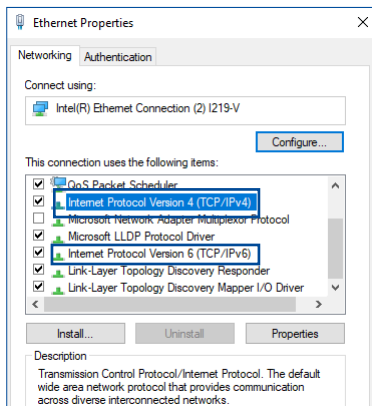 Ethernet Properties
Networking Authentication
Connect using:
Intel(R) Ethernet Connection (2) I219-V
Configure...
This connection uses the following items:
QoS Packet Scheduler
Internet Protocol Version 4 (TCP/IPv4)
Microsoft Network Adapter Multiplexor Protocol
Microsoft LLDP Protocol Driver
Internet Protocol Version 6 (TCP/IPv6)
Link-Layer Topology Discovery Responder
Link-Layer Topology Discovery Mapper I/O Driver
Install... Uninstall Properties
Description
Transmission Control Protocol/Internet Protocol. The default
wide area network protocol that provides communication
across diverse interconnected networks.